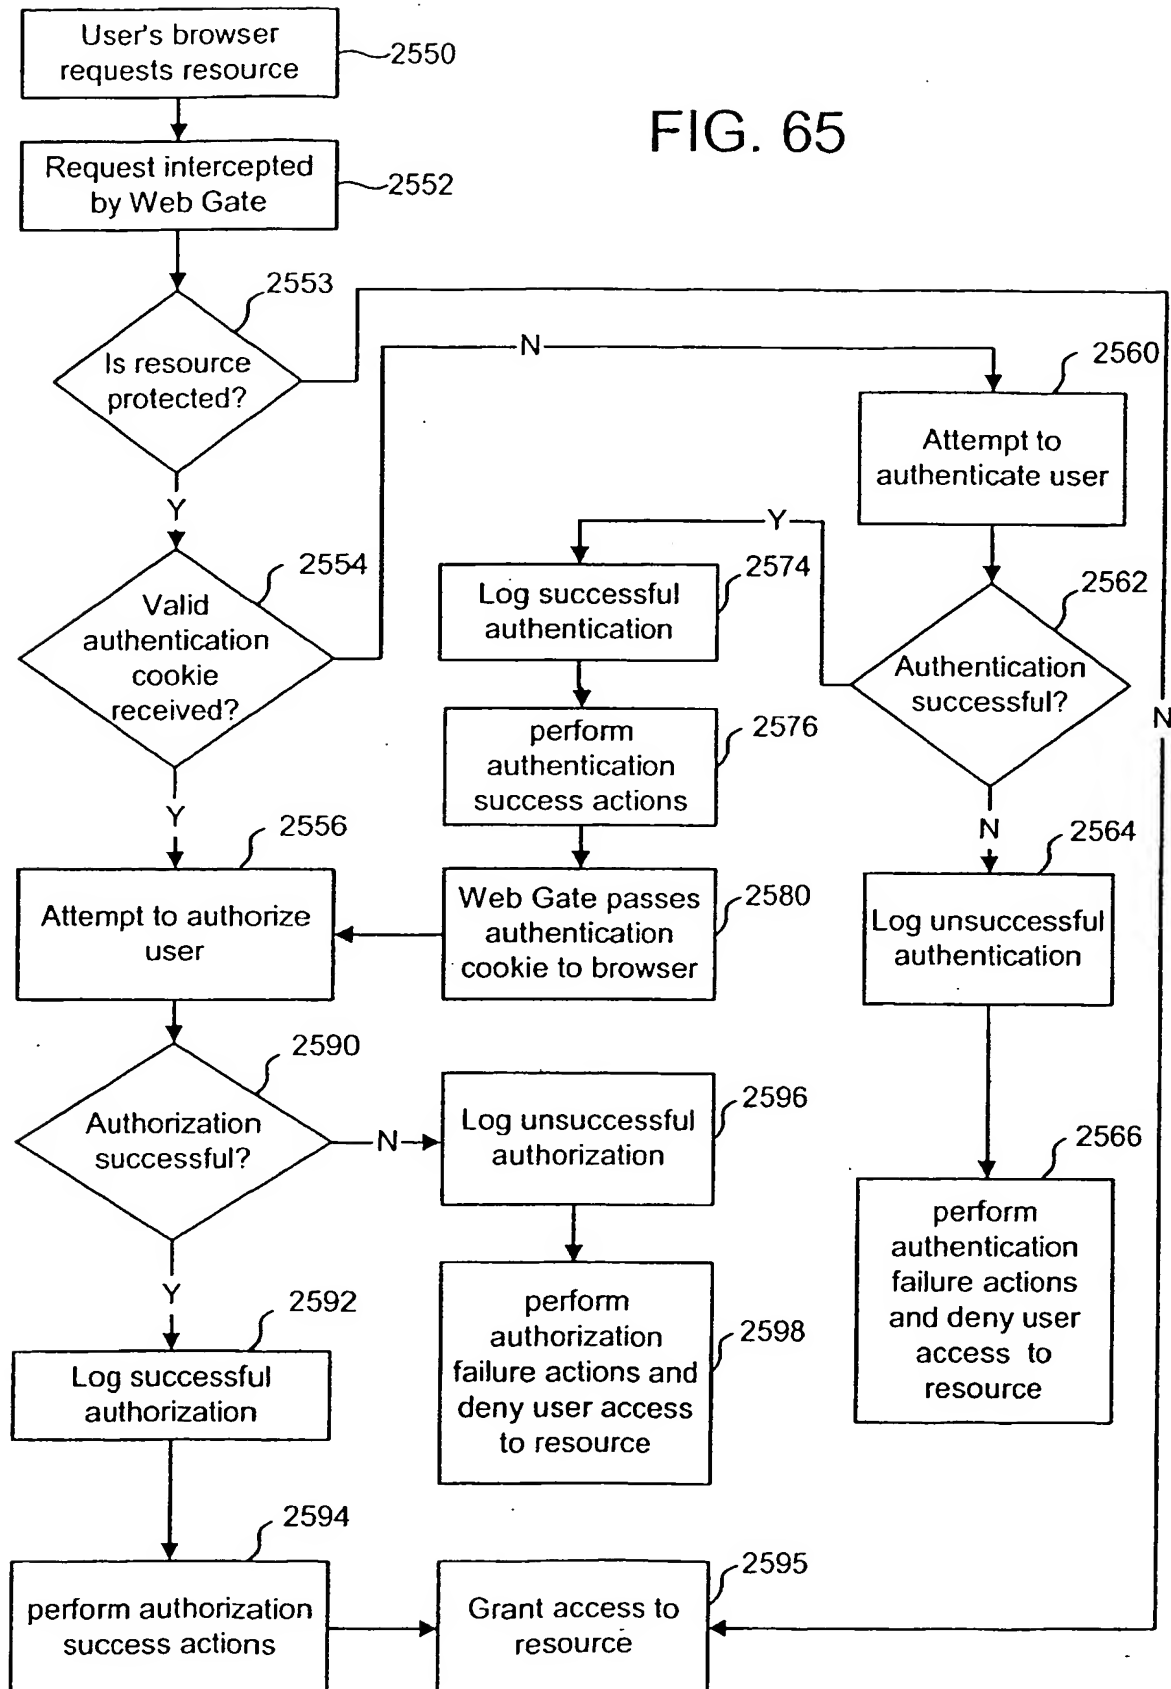 User's browser
requests resource
2550
FIG. 65
Request intercepted
by Web Gate
2552
2553
Is resource
protected?
N
2560
Attempt to
authenticate user
Y
Y
2554
Valid
authentication
cookie
received?
2574
Log successful
authentication
2562
Authentication
successful?
N
2576
perform
authentication
success actions
Y
N
2556
Attempt to authorize
user
2580
Web Gate passes
authentication
cookie to browser
2564
Log unsuccessful
authentication
2590
Authorization
successful?
N
2596
Log unsuccessful
authorization
2566
perform
authentication
failure actions
and deny user
access to
resource
Y
2592
Log successful
authorization
2598
perform
authorization
failure actions and
deny user access
to resource
2594
perform authorization
success actions
2595
Grant access to
resource